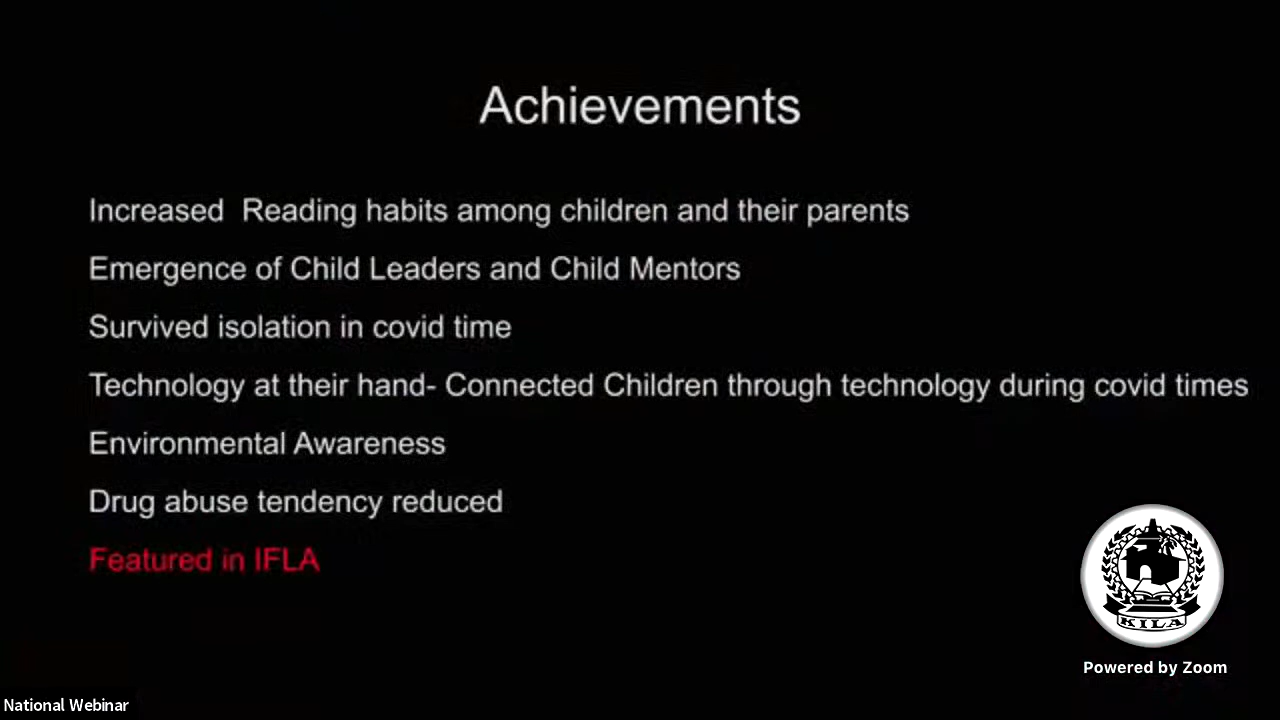 Achievements
Increased  Reading habits among children and their parents
Emergence of Child Leaders and Child Mentors
Survived isolation in covid time
Technology at their hand- Connected Children through technology during covid times
Environmental Awareness
Drug abuse tendency reduced
Featured in IFLA
KILA
Powered by Zoom
National Webinar